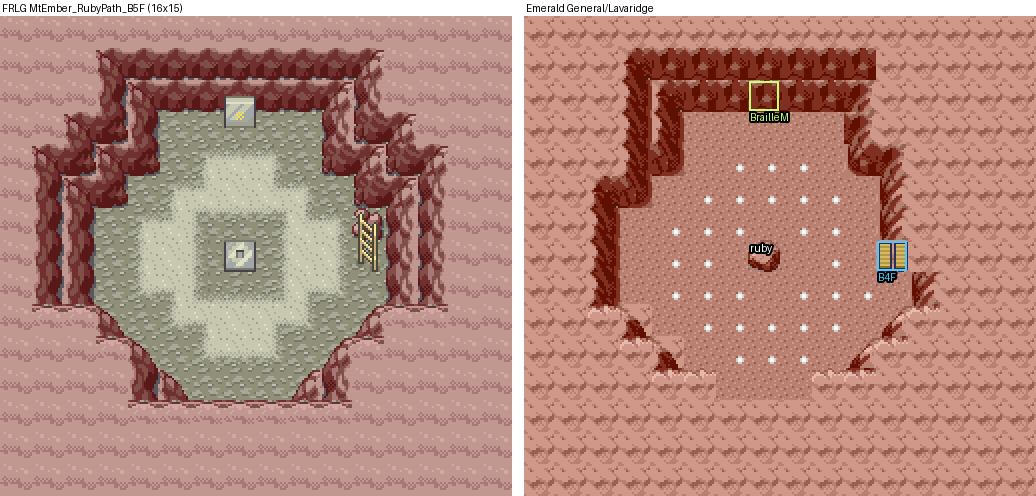 FRLG MtEmber_RubyPath_B5F (16x15)
Emerald General/Lavaridge
BrailleM
ruby
B4F